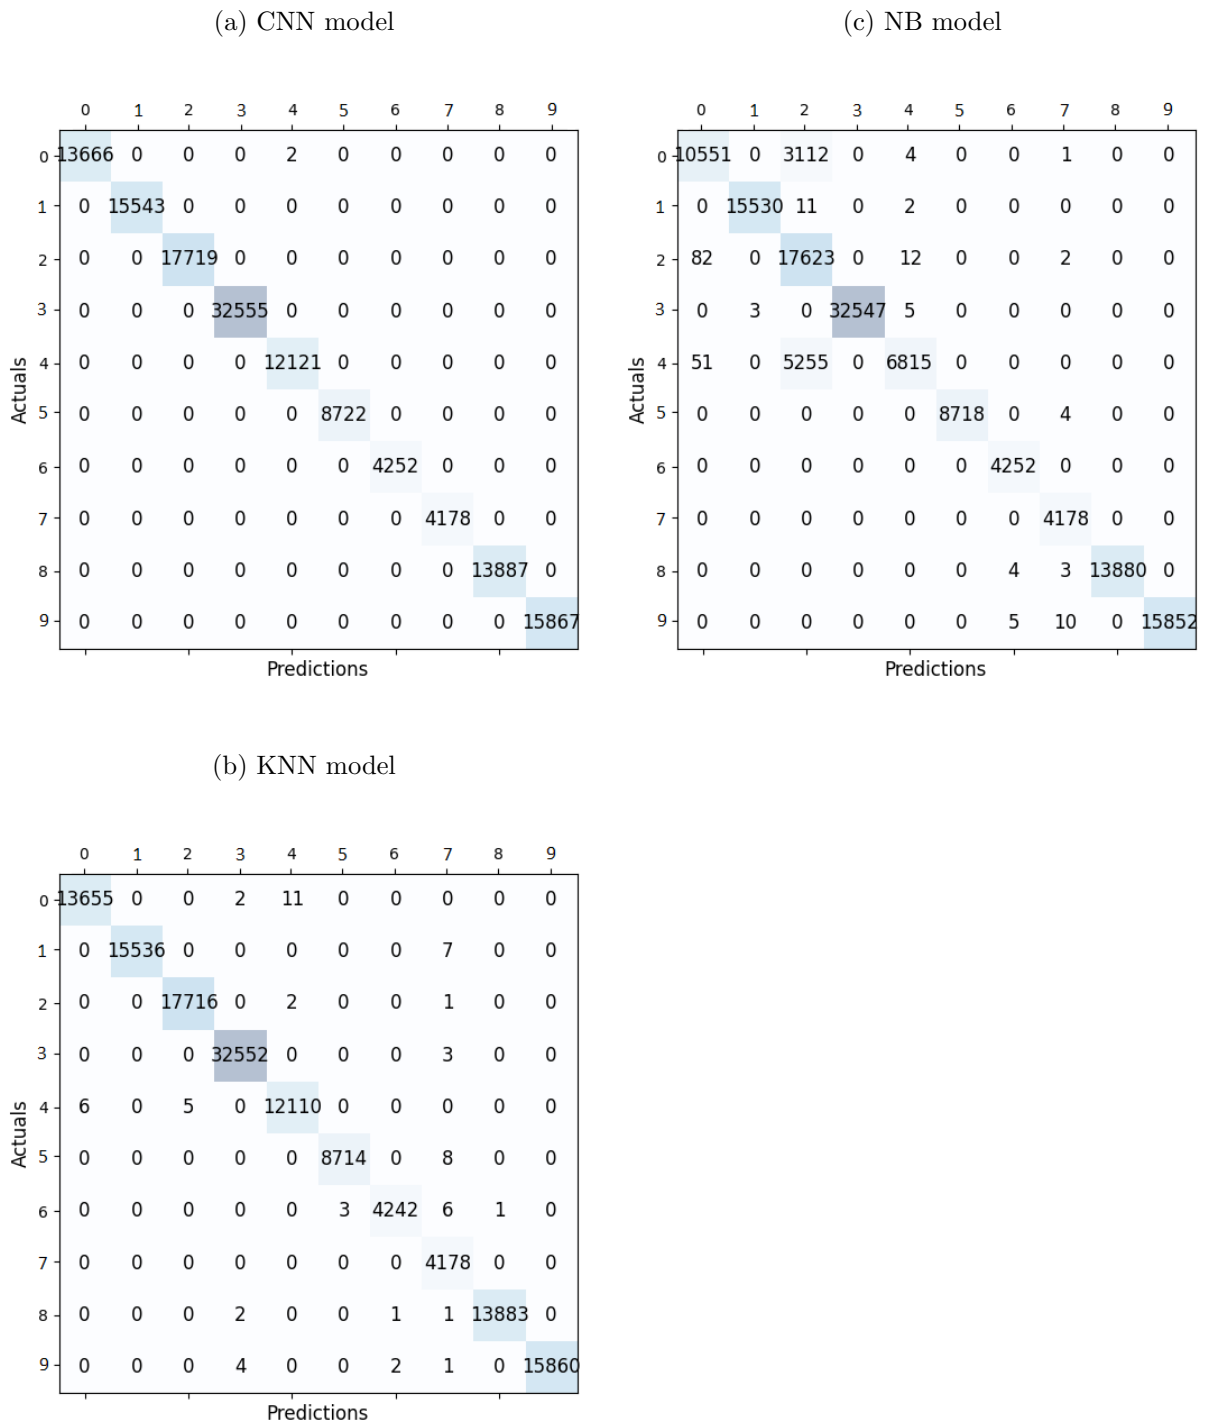 (a) CNN model
0 1 2 3 4 5 6 7 8 9
0 13666 0 0 0 2 0 0 0 0 0
1 0 15543 0 0 0 0 0 0 0 0
2 0 0 17719 0 0 0 0 0 0 0
3 0 0 0 32555 0 0 0 0 0 0
4 0 0 0 0 12121 0 0 0 0 0
5 0 0 0 0 0 8722 0 0 0 0
6 0 0 0 0 0 0 4252 0 0 0
7 0 0 0 0 0 0 0 4178 0 0
8 0 0 0 0 0 0 0 0 13887 0
9 0 0 0 0 0 0 0 0 0 15867
Actuals
Predictions
(c) NB model
0 1 2 3 4 5 6 7 8 9
0 10551 0 3112 0 4 0 0 1 0 0
1 0 15530 11 0 2 0 0 0 0 0
2 82 0 17623 0 12 0 0 2 0 0
3 0 3 0 32547 5 0 0 0 0 0
4 51 0 5255 0 6815 0 0 0 0 0
5 0 0 0 0 0 8718 0 4 0 0
6 0 0 0 0 0 0 4252 0 0 0
7 0 0 0 0 0 0 0 4178 0 0
8 0 0 0 0 0 0 4 3 13880 0
9 0 0 0 0 0 0 5 10 0 15852
Actuals
Predictions
(b) KNN model
0 1 2 3 4 5 6 7 8 9
0 13655 0 0 2 11 0 0 0 0 0
1 0 15536 0 0 0 0 0 7 0 0
2 0 0 17716 0 2 0 0 1 0 0
3 0 0 0 32552 0 0 0 3 0 0
4 6 0 5 0 12110 0 0 0 0 0
5 0 0 0 0 0 8714 0 8 0 0
6 0 0 0 0 0 3 4242 6 1 0
7 0 0 0 0 0 0 0 4178 0 0
8 0 0 0 2 0 0 1 1 13883 0
9 0 0 0 4 0 0 2 1 0 15860
Actuals
Predictions